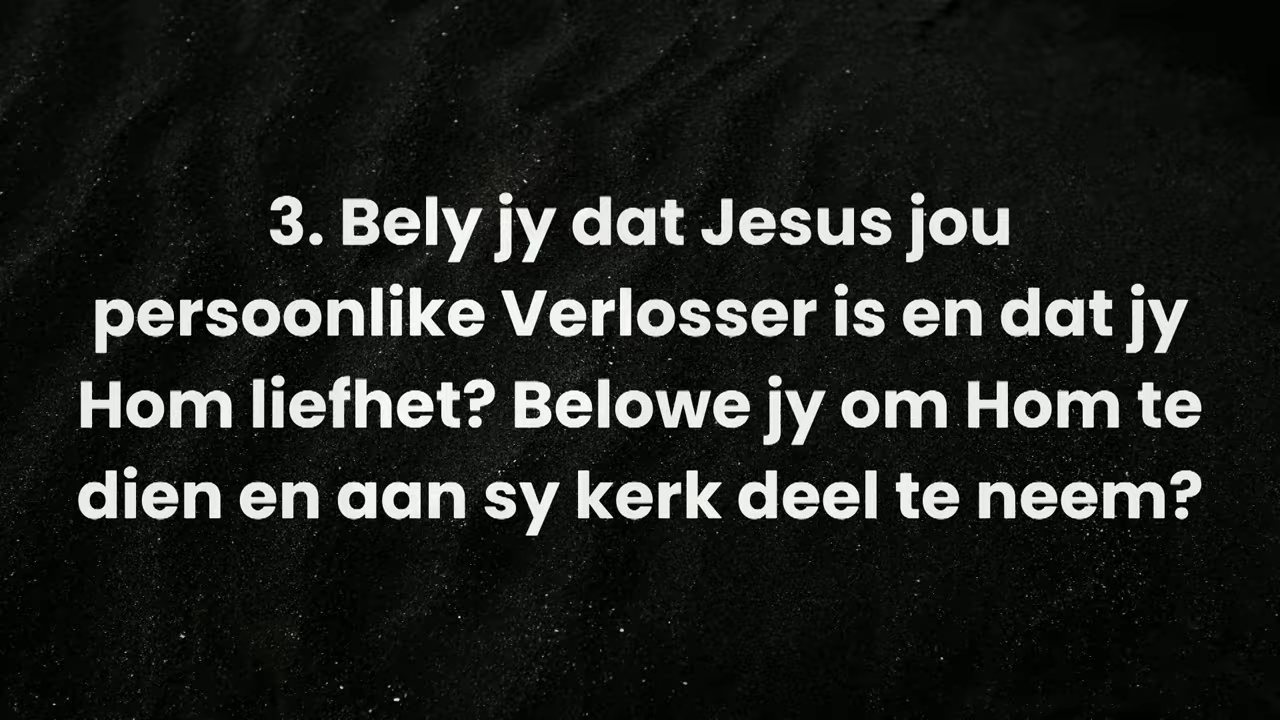 3. Bely jy dat Jesus jou
persoonlike Verlosser is en dat jy
Hom liefhet? Belowe jy om Hom te
dien en aan sy kerk deel te neem?